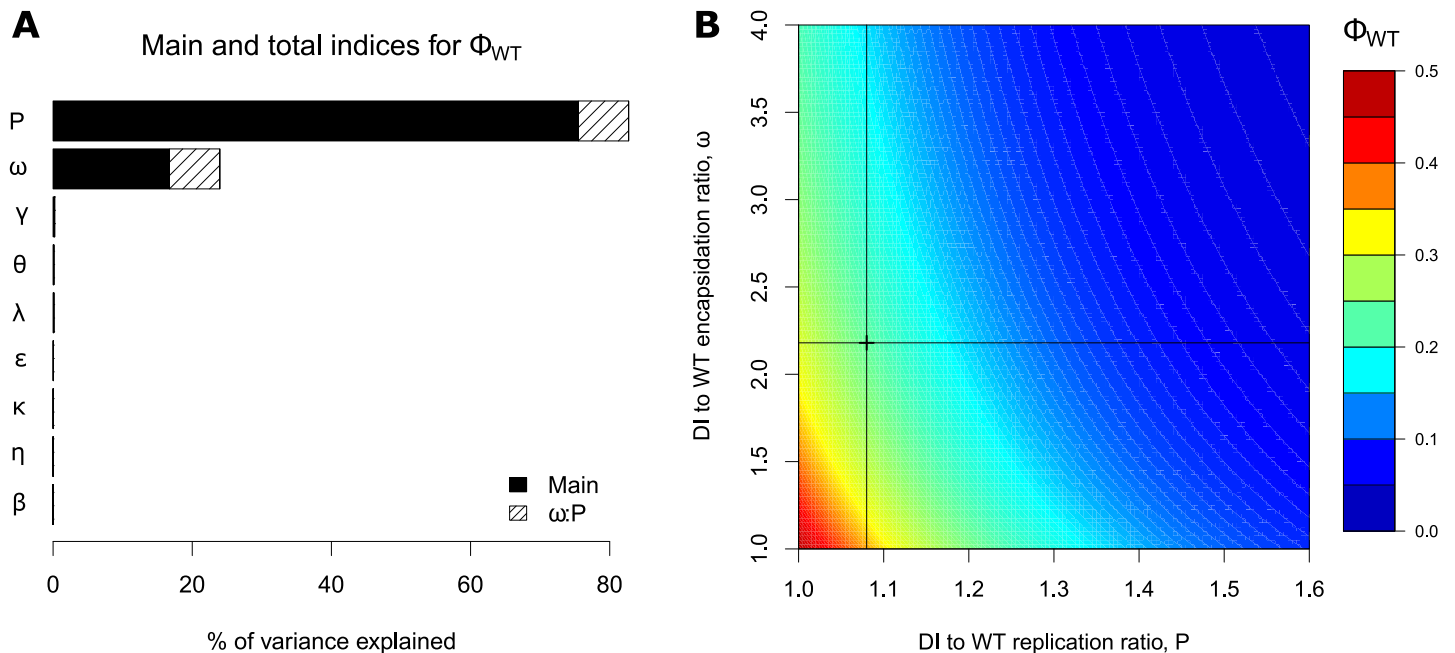 A
Main and total indices for ΦWT
P
ω
γ
θ
λ
ε
κ
η
β
Main
ω:P
0 20 40 60 80
% of variance explained
B
ΦWT
DI to WT encapsidation ratio, ω
4.0
3.5
3.0
2.5
2.0
1.5
1.0
1.0 1.1 1.2 1.3 1.4 1.5 1.6
DI to WT replication ratio, P
0.5
0.4
0.3
0.2
0.1
0.0